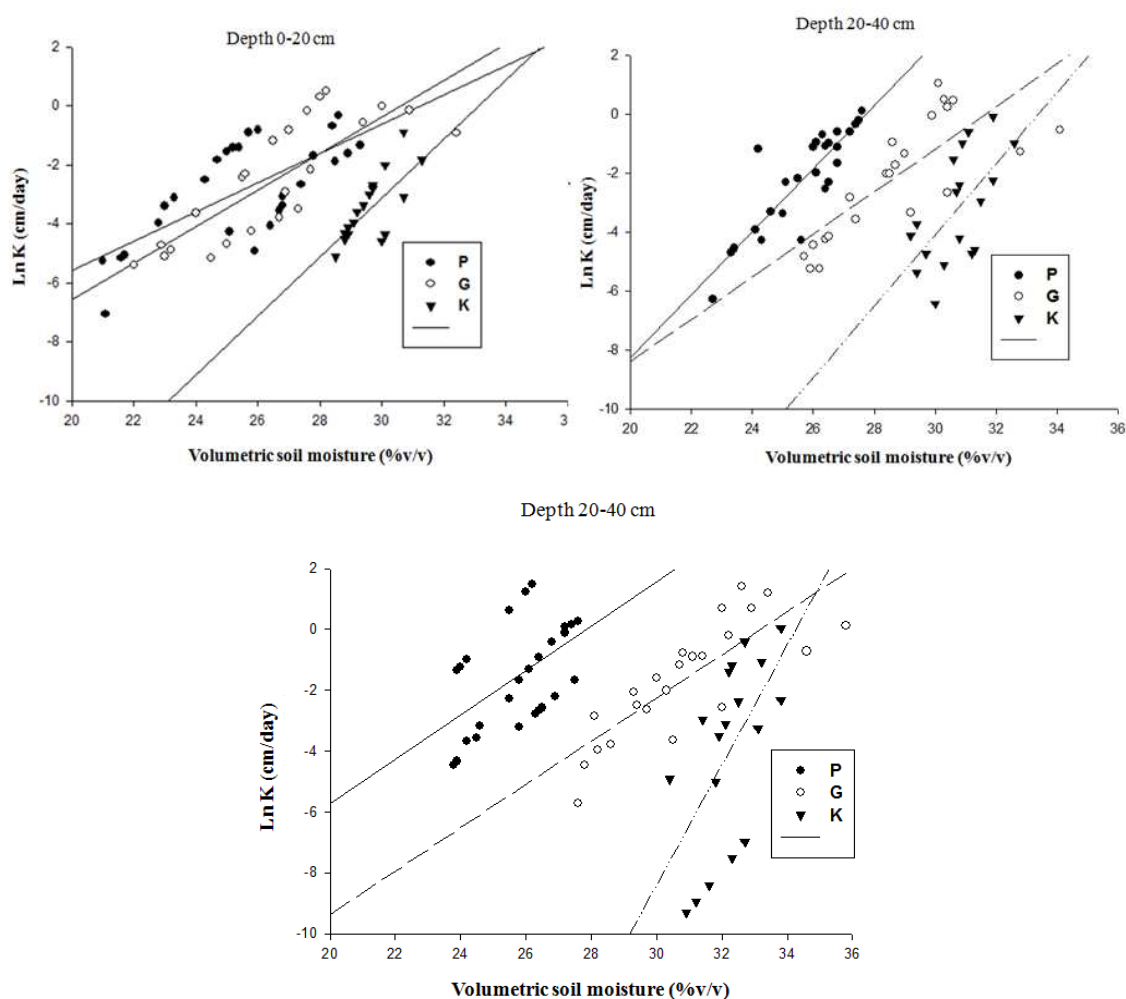 Depth 0-20 cm
2
0
-2
-4
-6
-8
-10
Ln K (cm/day)
P
G
K
20 22 24 26 28 30 32 34 3
Volumetric soil moisture (%v/v)
Depth 20-40 cm
2
0
-2
-4
-6
-8
-10
Ln K (cm/day)
P
G
K
20 22 24 26 28 30 32 34 36
Volumetric soil moisture (%v/v)
Depth 20-40 cm
2
0
-2
-4
-6
-8
-10
Ln K (cm/day)
P
G
K
20 22 24 26 28 30 32 34 36
Volumetric soil moisture (%v/v)